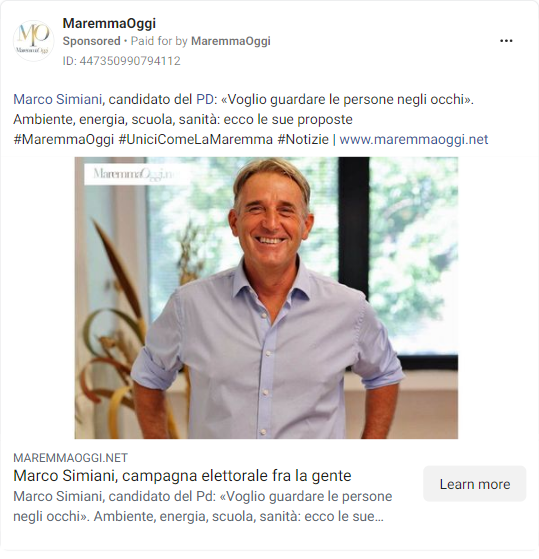 MaremmaOggi
Sponsored • Paid for by MaremmaOggi
ID: 447350990794112
Marco Simiani, candidato del PD: «Voglio guardare le persone negli occhi».
Ambiente, energia, scuola, sanità: ecco le sue proposte
#MaremmaOggi #UniciComeLaMaremma #Notizie | www.maremmaoggi.net
MaremmaOggi.n
MAREMMAOGGI.NET
Marco Simiani, campagna elettorale fra la gente
Marco Simiani, candidato del Pd: «Voglio guardare le persone
negli occhi». Ambiente, energia, scuola, sanità: ecco le sue...
Learn more